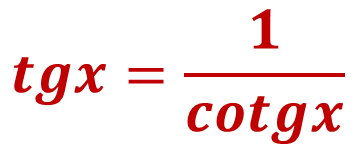 tgx = 1/cotgx